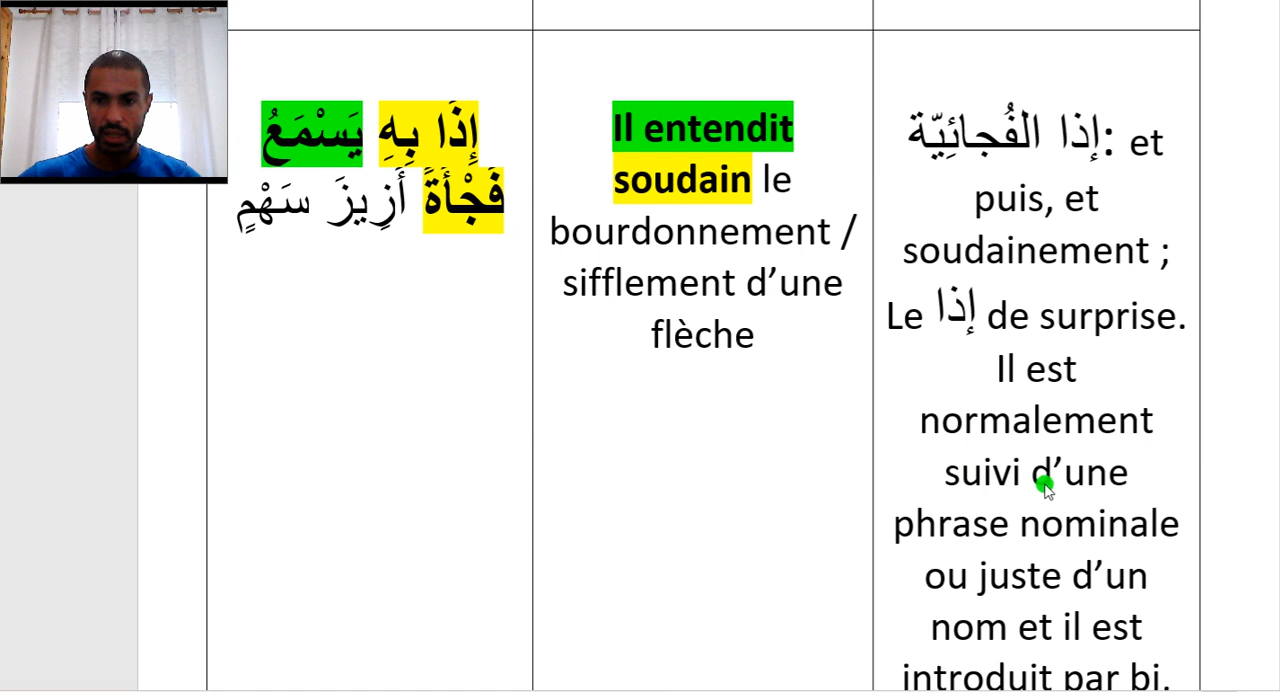 إِذَا بِهِ يَسْمَعُ
فَجْأَةً أَزِيزَ سَهْمٍ
Il entendit
soudain le
bourdonnement /
sifflement d’une
flèche
إذا الفُجائِيّة: et
puis, et
soudainement ;
Le إذا de surprise.
Il est
normalement
suivi d’une
phrase nominale
ou juste d’un
nom et il est
introduit par bi.